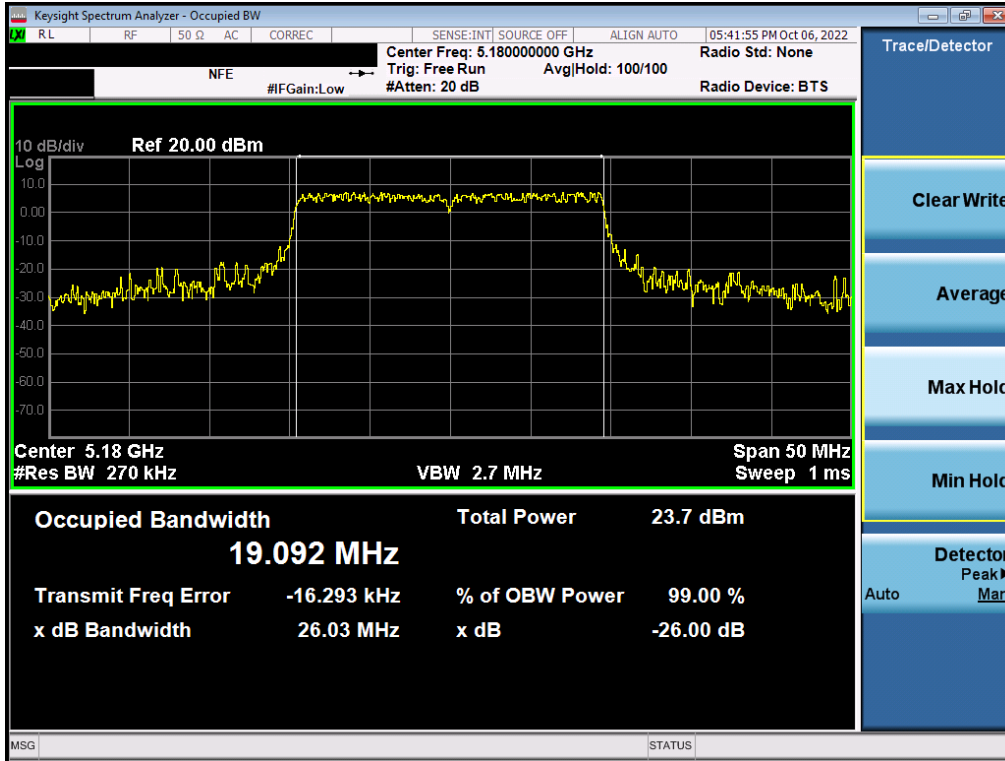 Keysight Spectrum Analyzer - Occupied BW
LXI RL RF 50 Ω AC CORREC SENSE:INT SOURCE OFF ALIGN AUTO 05:41:55 PM Oct 06, 2022
Center Freq: 5.180000000 GHz Radio Std: None
NFE Trig: Free Run Avg|Hold: 100/100
#IFGain:Low #Atten: 20 dB Radio Device: BTS
Trace/Detector
10 dB/div Ref 20.00 dBm
Log
10.0
0.00
-10.0
-20.0
-30.0
-40.0
-50.0
-60.0
-70.0
Center 5.18 GHz Span 50 MHz
#Res BW 270 kHz VBW 2.7 MHz Sweep 1 ms
Occupied Bandwidth Total Power 23.7 dBm
19.092 MHz
Transmit Freq Error -16.293 kHz % of OBW Power 99.00 %
x dB Bandwidth 26.03 MHz x dB -26.00 dB
Clear Write
Average
Max Hold
Min Hold
Detector
Peak
Auto Man
MSG STATUS